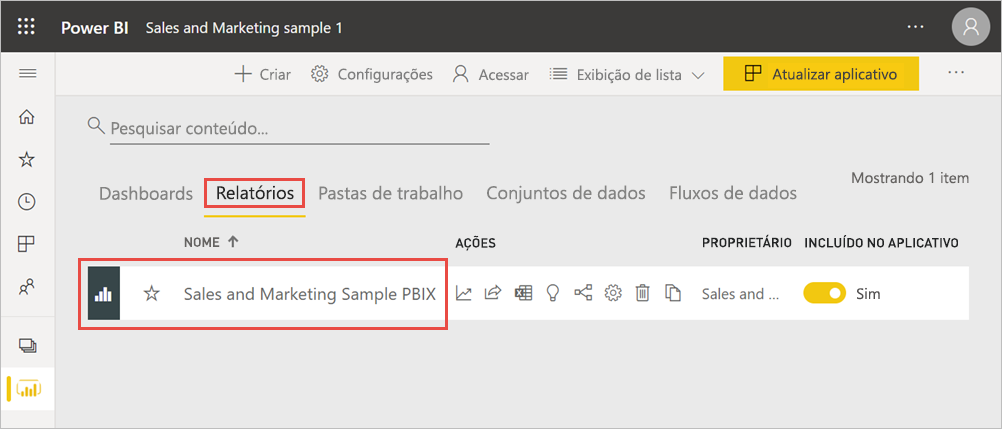 Power BI Sales and Marketing sample 1
Criar Configurações Acessar Exibição de lista Atualizar aplicativo
Pesquisar conteúdo...
Dashboards Relatórios Pastas de trabalho Conjuntos de dados Fluxos de dados Mostrando 1 item
NOME AÇÕES PROPRIETÁRIO INCLUÍDO NO APLICATIVO
Sales and Marketing Sample PBIX Sales and ... Sim